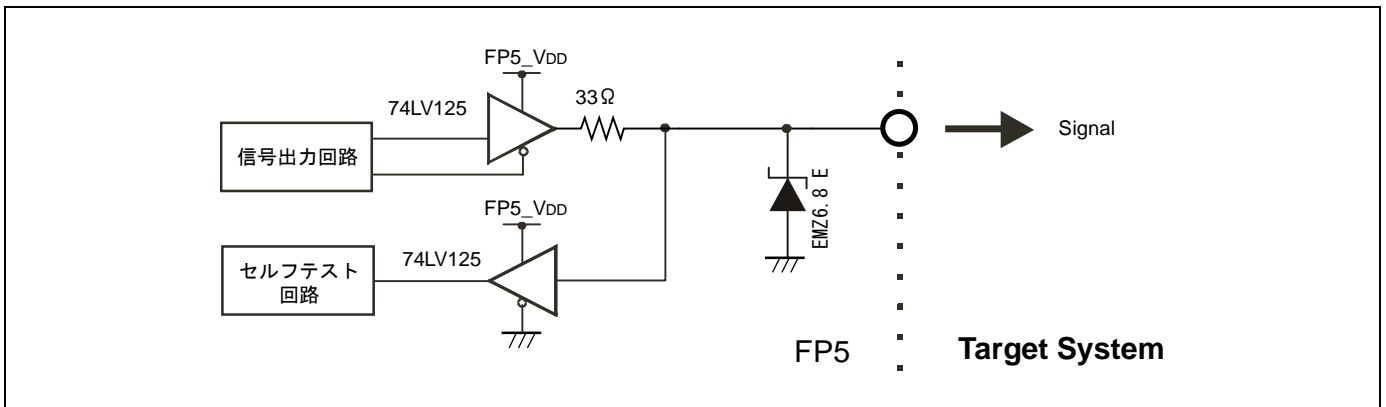 FP5_VDD
74LV125
33Ω
信号出力回路
Signal
EMZ6.8E
FP5_VDD
74LV125
セルフテスト
回路
FP5
Target System